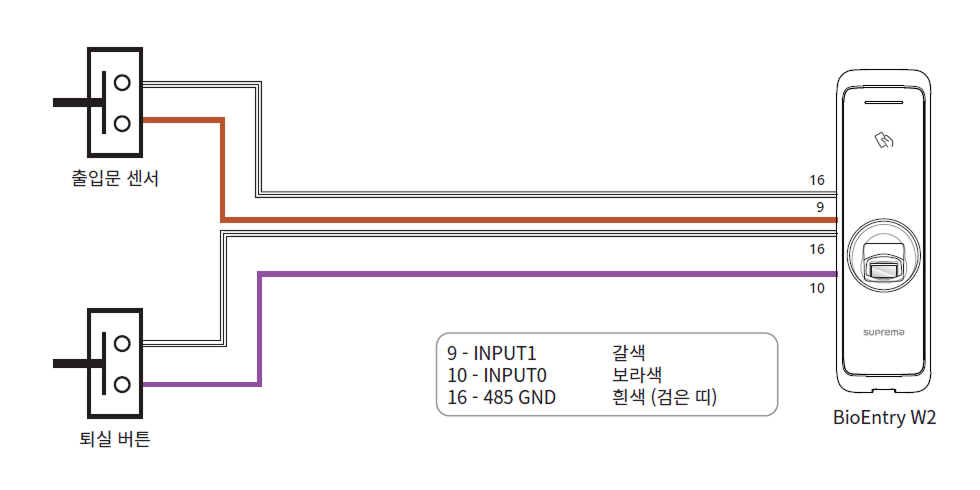 16
9
출입문 센서
16
10
suprema
9 - INPUT1 갈색
10 - INPUT0 보라색
16 - 485 GND 흰색 (검은 띠)
BioEntry W2
퇴실 버튼